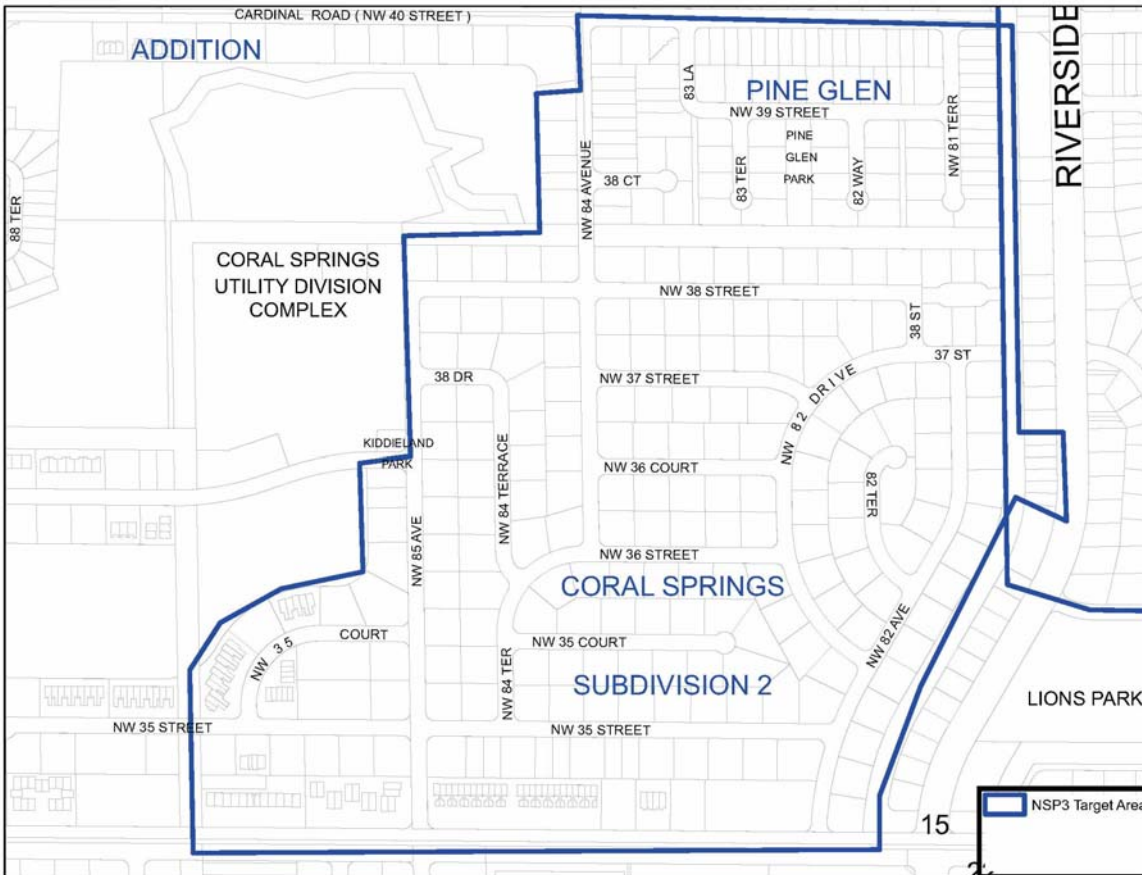 CARDINAL ROAD ( NW 40 STREET )
ADDITION
RIVERSIDE
83 LA
PINE GLEN
NW 39 STREET
PINE
GLEN
PARK
NW 81 TERR
83 TER
82 WAY
NW 84 AVENUE
38 CT
88 TER
CORAL SPRINGS
UTILITY DIVISION
COMPLEX
NW 38 STREET
38 ST
37 ST
38 DR
NW 37 STREET
NW 82 DRIVE
KIDDIELAND
PARK
NW 84 TERRACE
NW 36 COURT
82 TER
NW 85 AVE
NW 36 STREET
CORAL SPRINGS
NW 35 COURT
NW 35 COURT
NW 82 AVE
NW 84 TER
SUBDIVISION 2
LIONS PARK
NW 35 STREET
NW 35 STREET
15
NSP3 Target Area